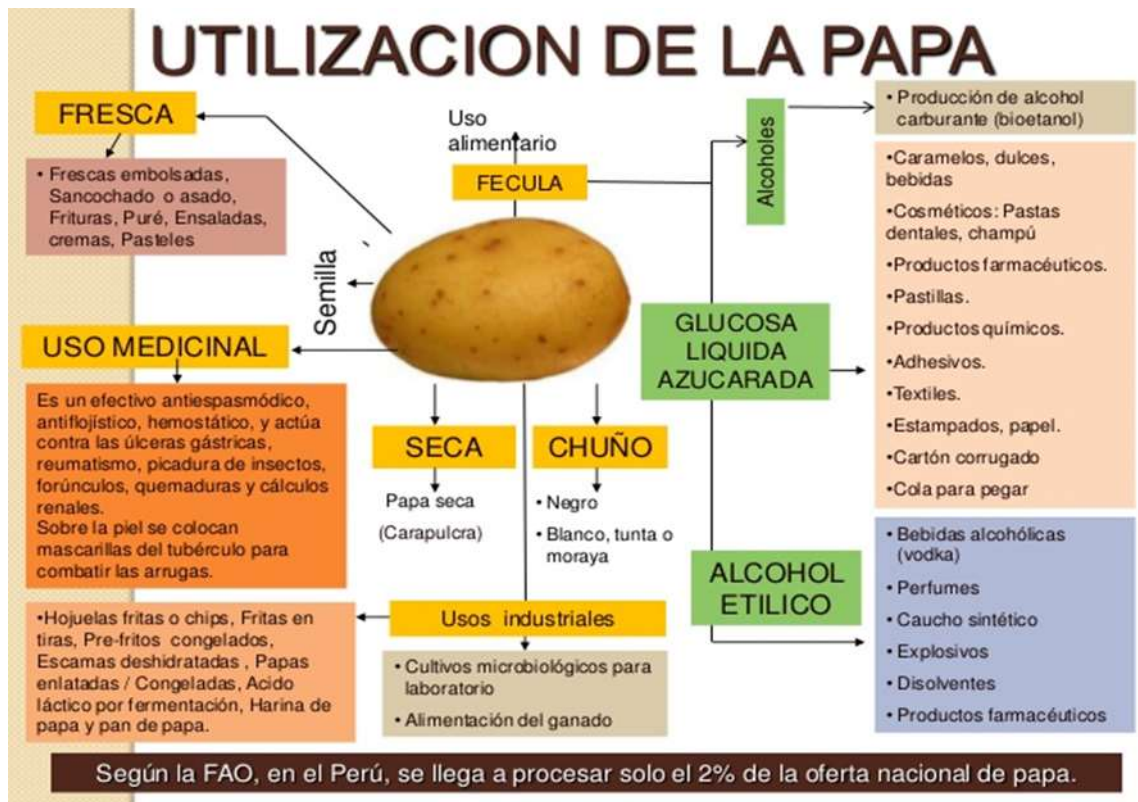 UTILIZACION DE LA PAPA
FRESCA
• Frescas embolsadas,
Sancochado o asado,
Frituras, Puré, Ensaladas,
cremas, Pasteles
Semilla
USO MEDICINAL
Es un efectivo antiespasmódico,
antiflojístico, hemostático, y actúa
contra las úlceras gástricas,
reumatismo, picadura de insectos,
forúnculos, quemaduras y cálculos
renales.
Sobre la piel se colocan
mascarillas del tubérculo para
combatir las arrugas.
Uso
alimentario
FECULA
SECA
Papa seca
(Carapulcra)
CHUÑO
• Negro
• Blanco, tunta o
moraya
Usos industriales
•Hojuelas fritas o chips, Fritas en
tiras, Pre-fritos congelados,
Escamas deshidratadas , Papas
enlatadas / Congeladas, Acido
láctico por fermentación, Harina de
papa y pan de papa.
• Cultivos microbiológicos para
laboratorio
• Alimentación del ganado
Alcoholes
• Producción de alcohol
carburante (bioetanol)
GLUCOSA
LIQUIDA
AZUCARADA
•Caramelos, dulces,
bebidas
•Cosméticos: Pastas
dentales, champú
•Productos farmacéuticos.
•Pastillas.
•Productos químicos.
•Adhesivos.
•Textiles.
•Estampados, papel.
•Cartón corrugado
•Cola para pegar
ALCOHOL
ETILICO
• Bebidas alcohólicas
(vodka)
• Perfumes
• Caucho sintético
• Explosivos
• Disolventes
• Productos farmacéuticos
Según la FAO, en el Perú, se llega a procesar solo el 2% de la oferta nacional de papa.